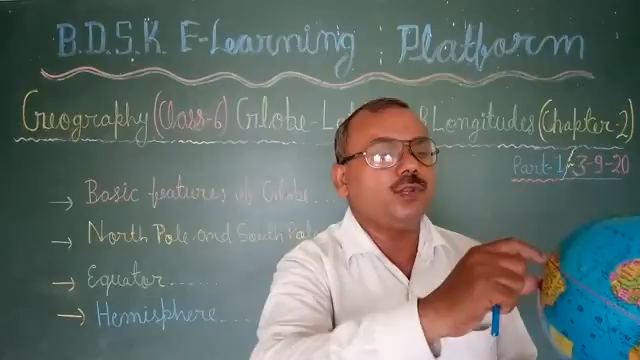 B.D.S.K E-Learning Platform
Geography (Class-6) Globe- Longitudes (Chapter-2)
Part-1/3-9-20
→ Basic features of Globe...
→ North Pole and South Pole
→ Equator......
→ Hemisphere...